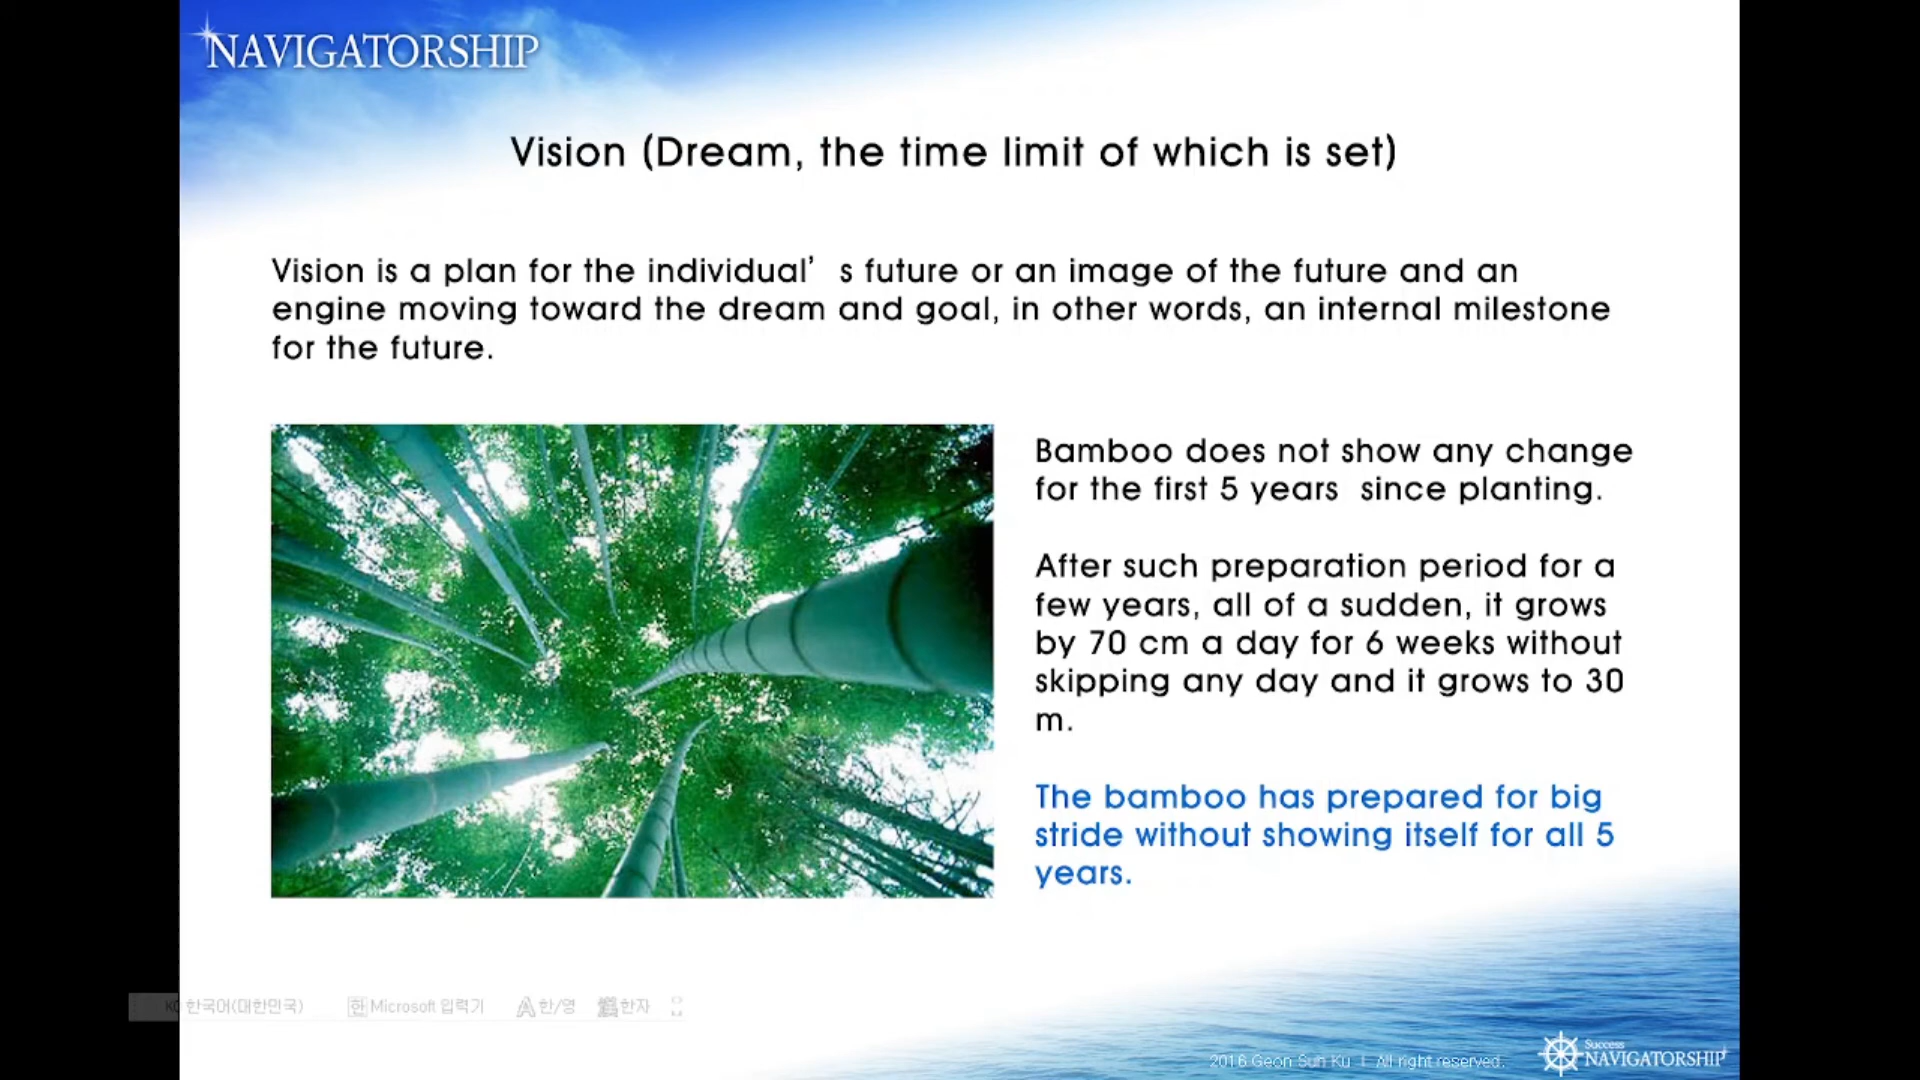 NAVIGATORSHIP
Vision (Dream, the time limit of which is set)
Vision is a plan for the individual’ s future or an image of the future and an
engine moving toward the dream and goal, in other words, an internal milestone
for the future.
Bamboo does not show any change
for the first 5 years since planting.
After such preparation period for a
few years, all of a sudden, it grows
by 70 cm a day for 6 weeks without
skipping any day and it grows to 30
m.
The bamboo has prepared for big
stride without showing itself for all 5
years.
KO 한국어(대한민국) 한 Microsoft 입력기 A 한/영 漢 한자
2016 Geon Suh Ku l All right reserved.
Success
NAVIGATORSHIP